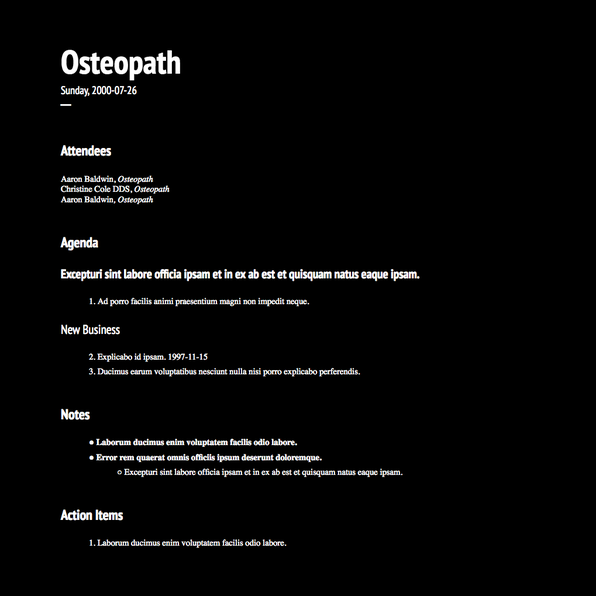 Osteopath
Sunday, 2000-07-26
Attendees
Aaron Baldwin, Osteopath
Christine Cole DDS, Osteopath
Aaron Baldwin, Osteopath
Agenda
Excepturi sint labore officia ipsam et in ex ab est et quisquam natus eaque ipsam.
1. Ad porro facilis animi praesentium magni non impedit neque.
New Business
2. Explicabo id ipsam. 1997-11-15
3. Ducimus earum voluptatibus nesciunt nulla nisi porro explicabo perferendis.
Notes
● Laborum ducimus enim voluptatem facilis odio labore.
● Error rem quaerat omnis officiis ipsum deserunt doloremque.
○ Excepturi sint labore officia ipsam et in ex ab est et quisquam natus eaque ipsam.
Action Items
1. Laborum ducimus enim voluptatem facilis odio labore.